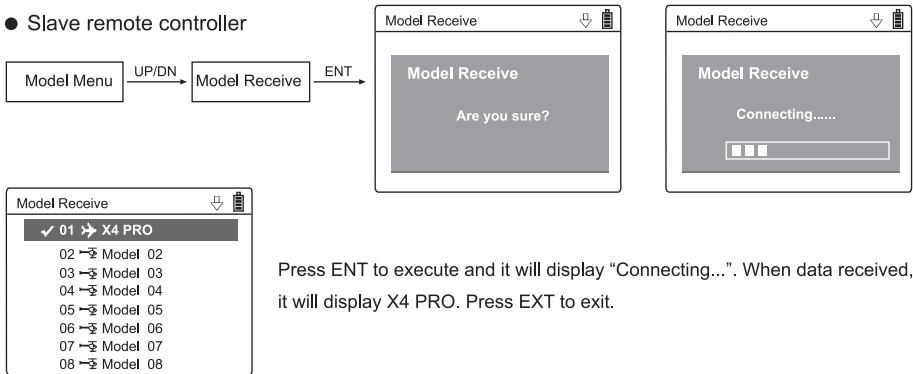 ● Slave remote controller
Model Menu UP/DN Model Receive ENT
Model Receive
Model Receive
Are you sure?
Model Receive
Model Receive
Connecting......
Model Receive
✓ 01 X4 PRO
02 Model 02
03 Model 03
04 Model 04
05 Model 05
06 Model 06
07 Model 07
08 Model 08
Press ENT to execute and it will display “Connecting...”. When data received,
it will display X4 PRO. Press EXT to exit.